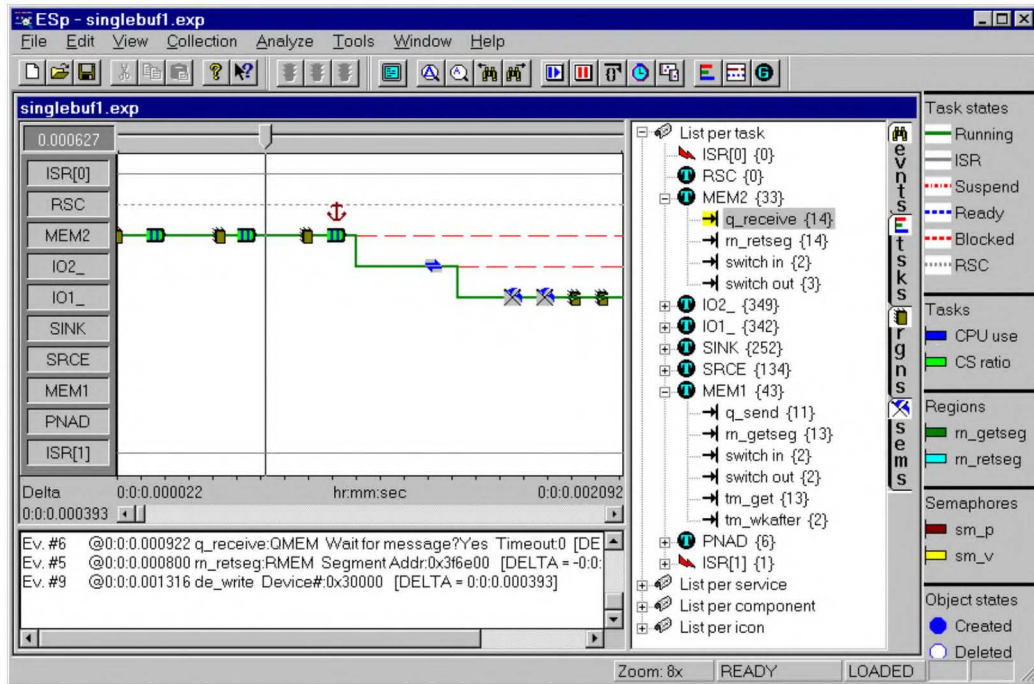 ESp - singlebuf1.exp
File Edit View Collection Analyze Tools Window Help
singlebuf1.exp
0.000627
ISR[0]
RSC
MEM2
IO2_
IO1_
SINK
SRCE
MEM1
PNAD
ISR[1]
Delta 0:0:0.000022 hr:mm:sec 0:0:0.002092
0:0:0.000393
Ev. #6 @0:0:0.000922 q_receive:QMEM Wait for message?Yes Timeout:0 [DE
Ev. #5 @0:0:0.000800 rn_retseg:RMEM Segment Addr:0x3f6e00 [DELTA = -0:0:
Ev. #9 @0:0:0.001316 de_write Device#:0x30000 [DELTA = 0:0:0.000393]
List per task
ISR[0] {0}
RSC {0}
MEM2 {33}
q_receive {14}
rn_retseg {14}
switch in {2}
switch out {3}
IO2_ {349}
IO1_ {342}
SINK {252}
SRCE {134}
MEM1 {43}
q_send {11}
rn_getseg {13}
switch in {2}
switch out {2}
tm_get {13}
tm_wkafter {2}
PNAD {6}
ISR[1] {1}
List per service
List per component
List per icon
evnts
tsks
rgns
sems
Task states
Running
ISR
Suspend
Ready
Blocked
RSC
Tasks
CPU use
CS ratio
Regions
rn_getseg
rn_retseg
Semaphores
sm_p
sm_v
Object states
Created
Deleted
Zoom: 8x READY LOADED